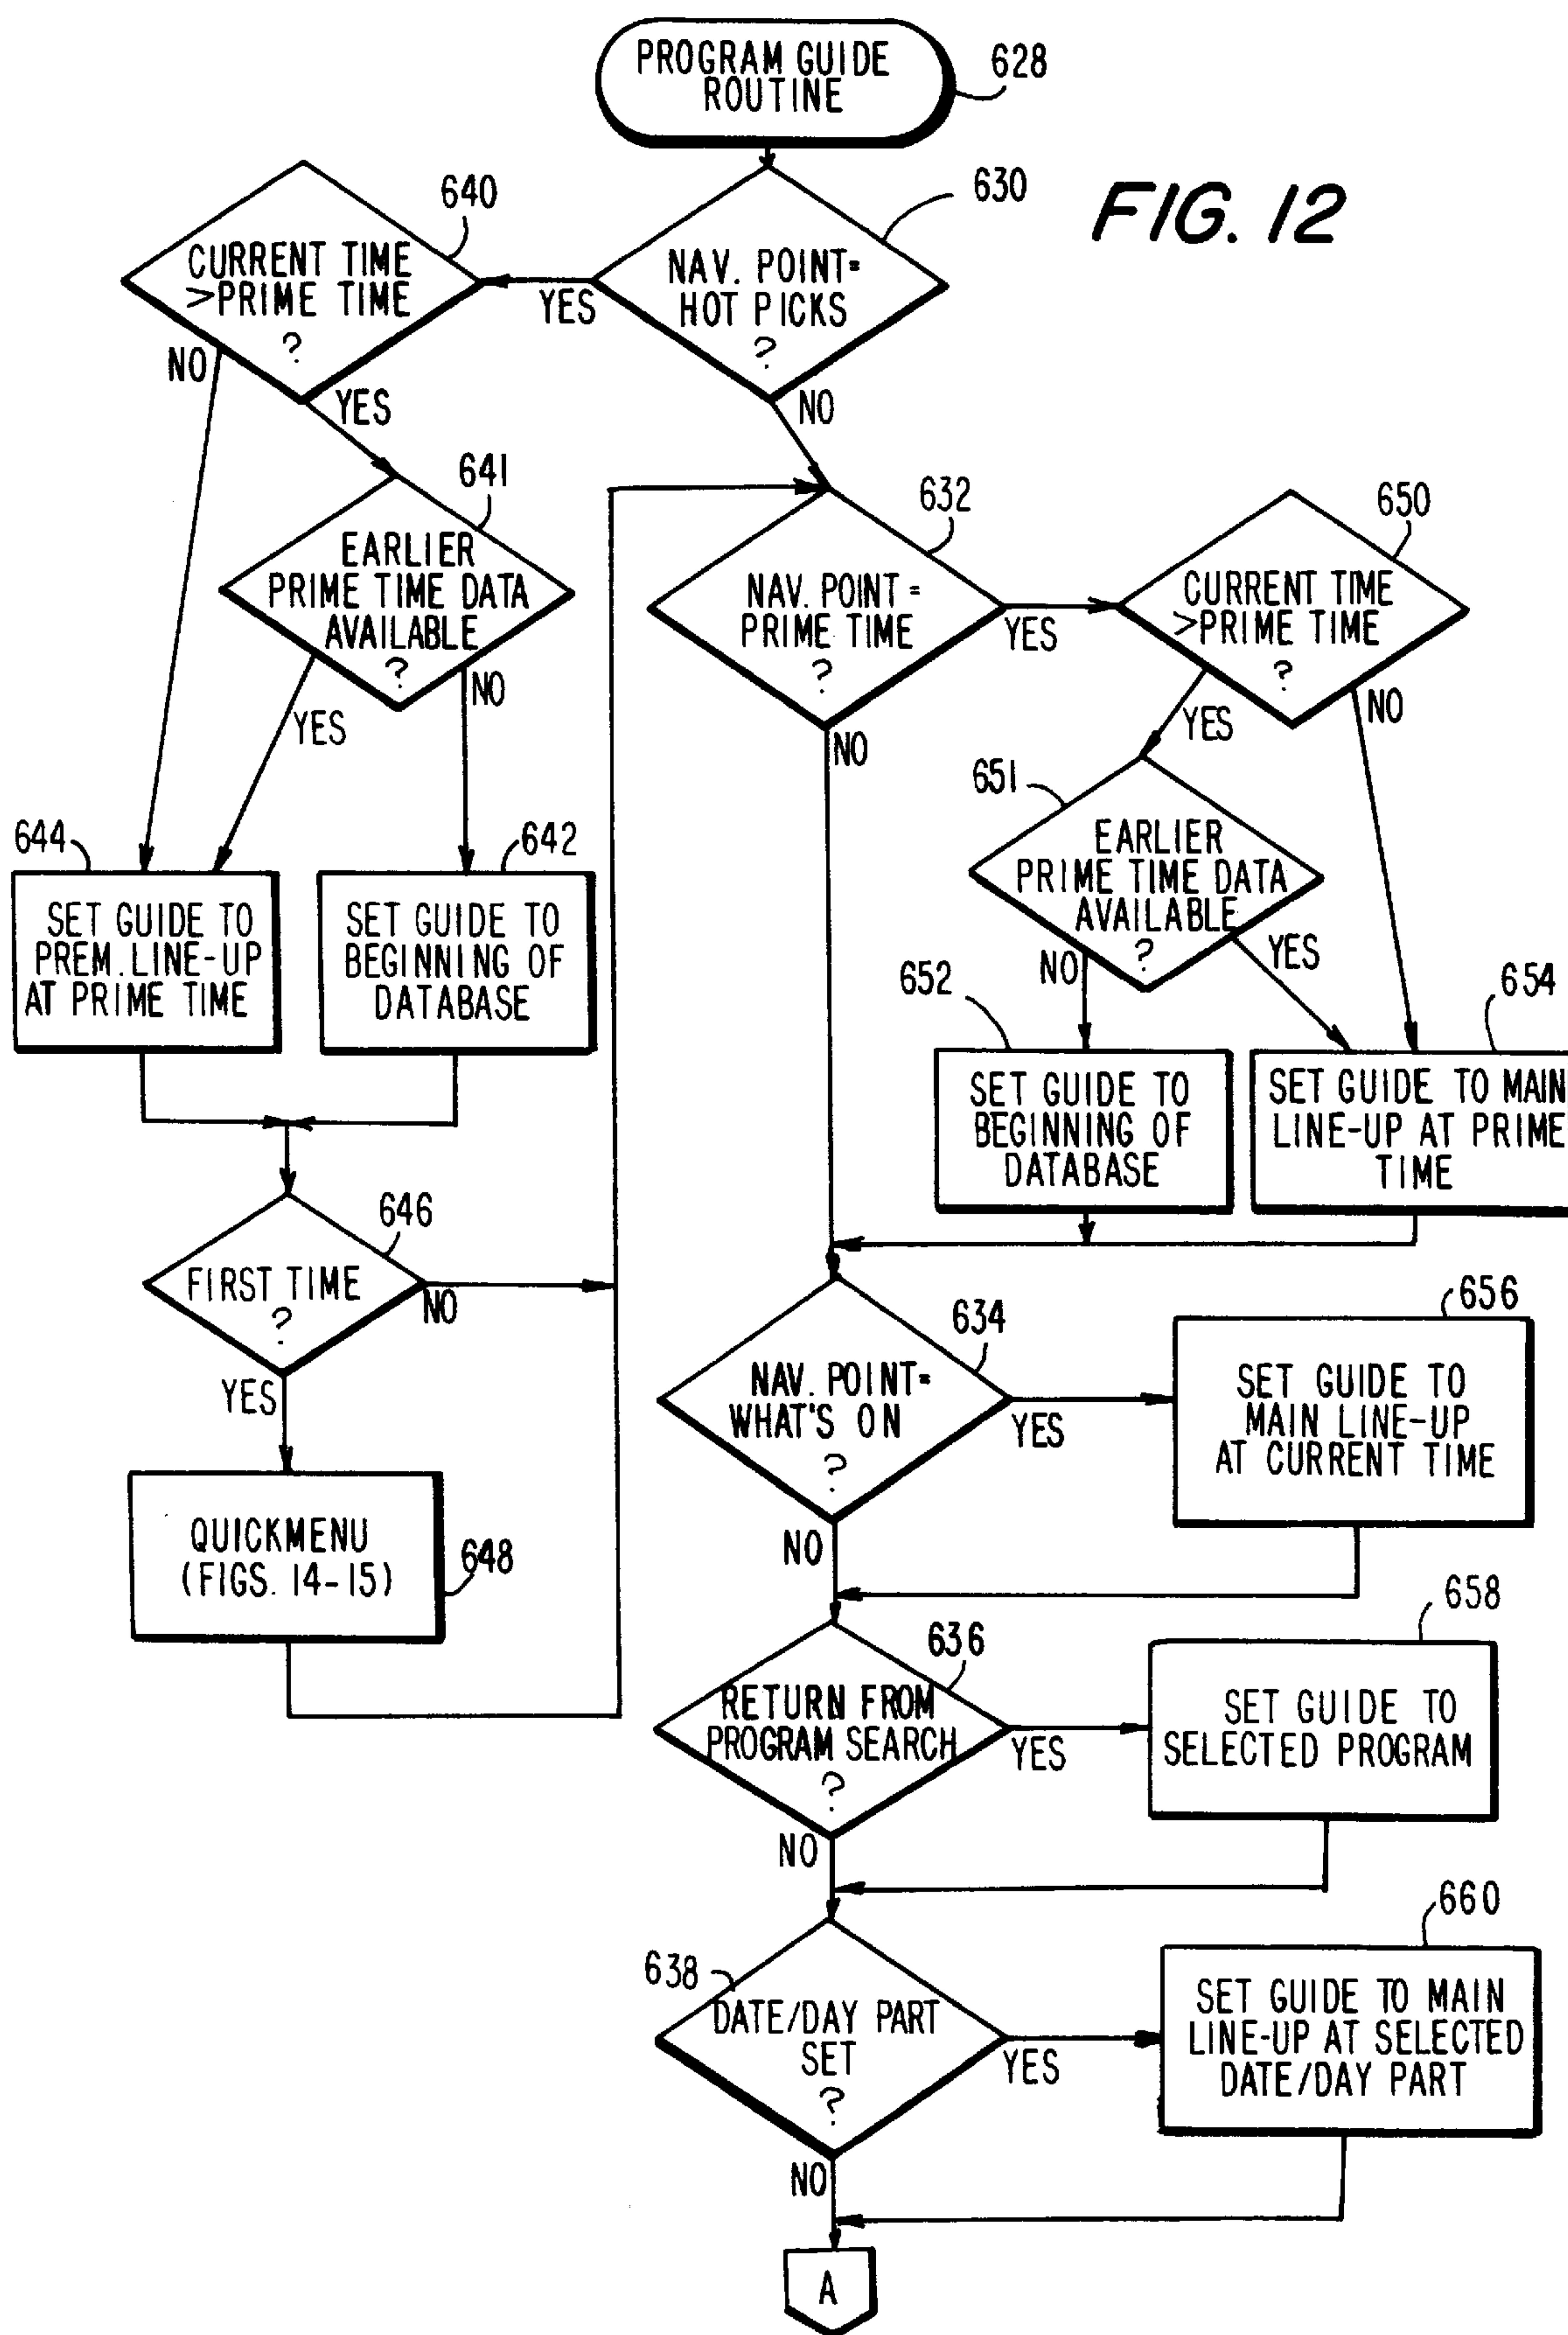 PROGRAM GUIDE
ROUTINE
628
FIG. 12
630
NAV. POINT=
HOT PICKS
?
YES
NO
640
CURRENT TIME
>PRIME TIME
?
NO
YES
641
EARLIER
PRIME TIME DATA
AVAILABLE
?
YES
NO
644
SET GUIDE TO
PREM. LINE-UP
AT PRIME TIME
642
SET GUIDE TO
BEGINNING OF
DATABASE
646
FIRST TIME
?
NO
YES
QUICKMENU
(FIGS. 14-15)
648
632
NAV. POINT=
PRIME TIME
?
YES
NO
650
CURRENT TIME
>PRIME TIME
?
YES
NO
651
EARLIER
PRIME TIME DATA
AVAILABLE
?
NO
YES
652
SET GUIDE TO
BEGINNING OF
DATABASE
654
SET GUIDE TO MAIN
LINE-UP AT PRIME
TIME
634
NAV. POINT=
WHAT'S ON
?
YES
NO
656
SET GUIDE TO
MAIN LINE-UP
AT CURRENT TIME
636
RETURN FROM
PROGRAM SEARCH
?
YES
NO
658
SET GUIDE TO
SELECTED PROGRAM
638
DATE/DAY PART
SET
?
YES
NO
660
SET GUIDE TO MAIN
LINE-UP AT SELECTED
DATE/DAY PART
A